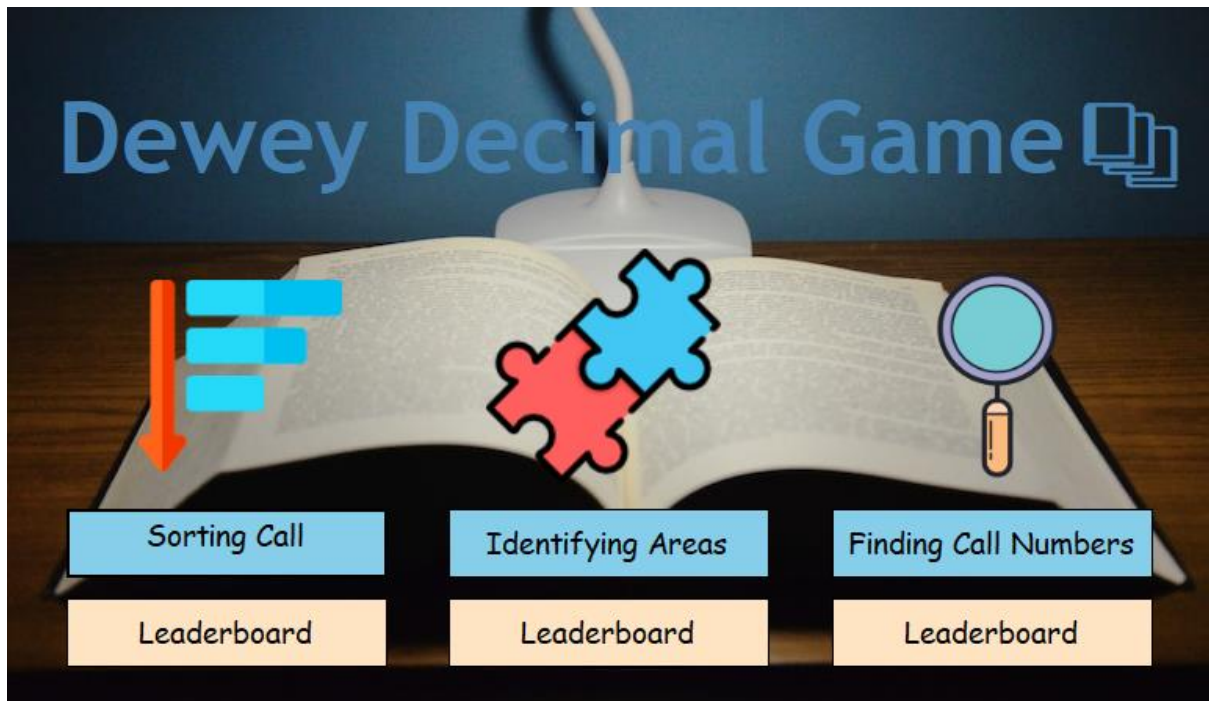 Dewey Decimal Game
Sorting Call
Identifying Areas
Finding Call Numbers
Leaderboard
Leaderboard
Leaderboard